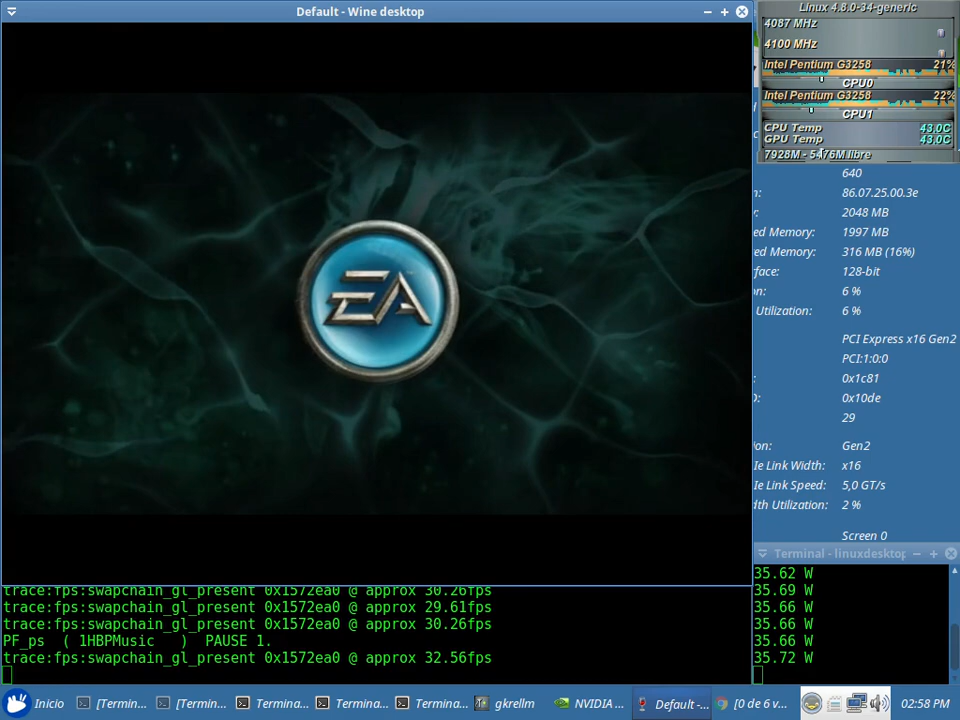 Default - Wine desktop
EA
Linux 4.8.0-34-generic
4087 MHz
4100 MHz
Intel Pentium G3258 21%
CPU0
Intel Pentium G3258 22%
CPU1
CPU Temp 43.0C
GPU Temp 43.0C
7928M - 5476M libre
640
n: 86.07.25.00.3e
y: 2048 MB
ed Memory: 1997 MB
ed Memory: 316 MB (16%)
rface: 128-bit
on: 6 %
Utilization: 6 %
PCI Express x16 Gen2
PCI:1:0:0
: 0x1c81
D: 0x10de
29
ion: Gen2
Ie Link Width: x16
Ie Link Speed: 5,0 GT/s
dth Utilization: 2 %
Screen 0
trace:fps:swapchain_gl_present 0x1572ea0 @ approx 30.26fps
trace:fps:swapchain_gl_present 0x1572ea0 @ approx 29.61fps
trace:fps:swapchain_gl_present 0x1572ea0 @ approx 30.26fps
PF_ps ( 1HBPMusic ) PAUSE 1.
trace:fps:swapchain_gl_present 0x1572ea0 @ approx 32.56fps
Terminal - linuxdesktop
35.62 W
35.69 W
35.66 W
35.66 W
35.66 W
35.72 W
Inicio
[Termin...
[Termin...
Termina...
Termina...
Termina...
gkrellm
NVIDIA ...
Default -...
[0 de 6 v...
02:58 PM